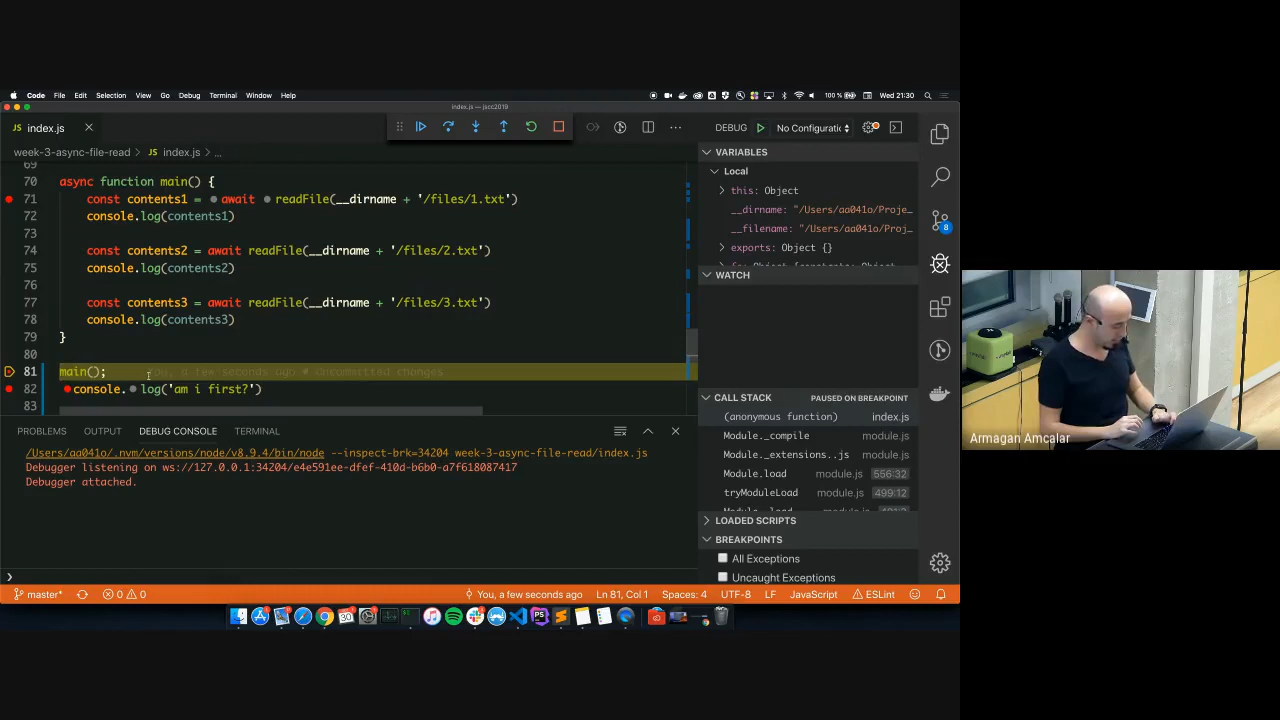 Code File Edit Selection View Go Debug Terminal Window Help
100% Wed 21:30
index.js — jscc2019
JS index.js
DEBUG No Configuratic
week-3-async-file-read JS index.js ...
69
70 async function main() {
71 const contents1 = await readFile(__dirname + '/files/1.txt')
72 console.log(contents1)
73
74 const contents2 = await readFile(__dirname + '/files/2.txt')
75 console.log(contents2)
76
77 const contents3 = await readFile(__dirname + '/files/3.txt')
78 console.log(contents3)
79 }
80
81 main(); You, a few seconds ago • Uncommitted changes
82 console.log('am i first?')
83
VARIABLES
Local
this: Object
__dirname: "/Users/aa041o/Proje…
__filename: "/Users/aa041o/Proj…
exports: Object {}
WATCH
CALL STACK PAUSED ON BREAKPOINT
(anonymous function) index.js
Module._compile module.js
Module._extensions..js module.js
Module.load module.js 556:32
tryModuleLoad module.js 499:12
LOADED SCRIPTS
BREAKPOINTS
All Exceptions
Uncaught Exceptions
8
PROBLEMS OUTPUT DEBUG CONSOLE TERMINAL
/Users/aa041o/.nvm/versions/node/v8.9.4/bin/node --inspect-brk=34204 week-3-async-file-read/index.js
Debugger listening on ws://127.0.0.1:34204/e4e591ee-dfef-410d-b6b0-a7f618087417
Debugger attached.
master* 0 0 You, a few seconds ago Ln 81, Col 1 Spaces: 4 UTF-8 LF JavaScript ESLint
Armagan Amcalar